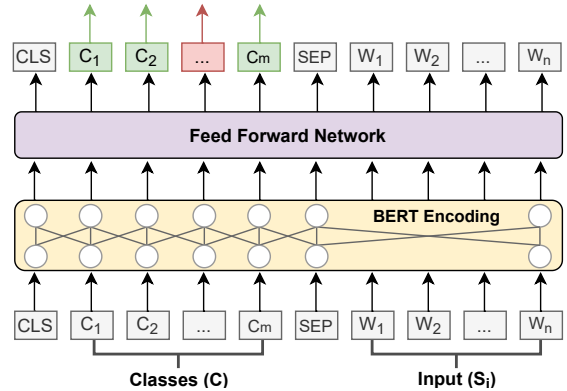 CLS C1 C2 ... Cm SEP W1 W2 ... Wn
Feed Forward Network
BERT Encoding
CLS C1 C2 ... Cm SEP W1 W2 ... Wn
Classes (C) Input (Si)